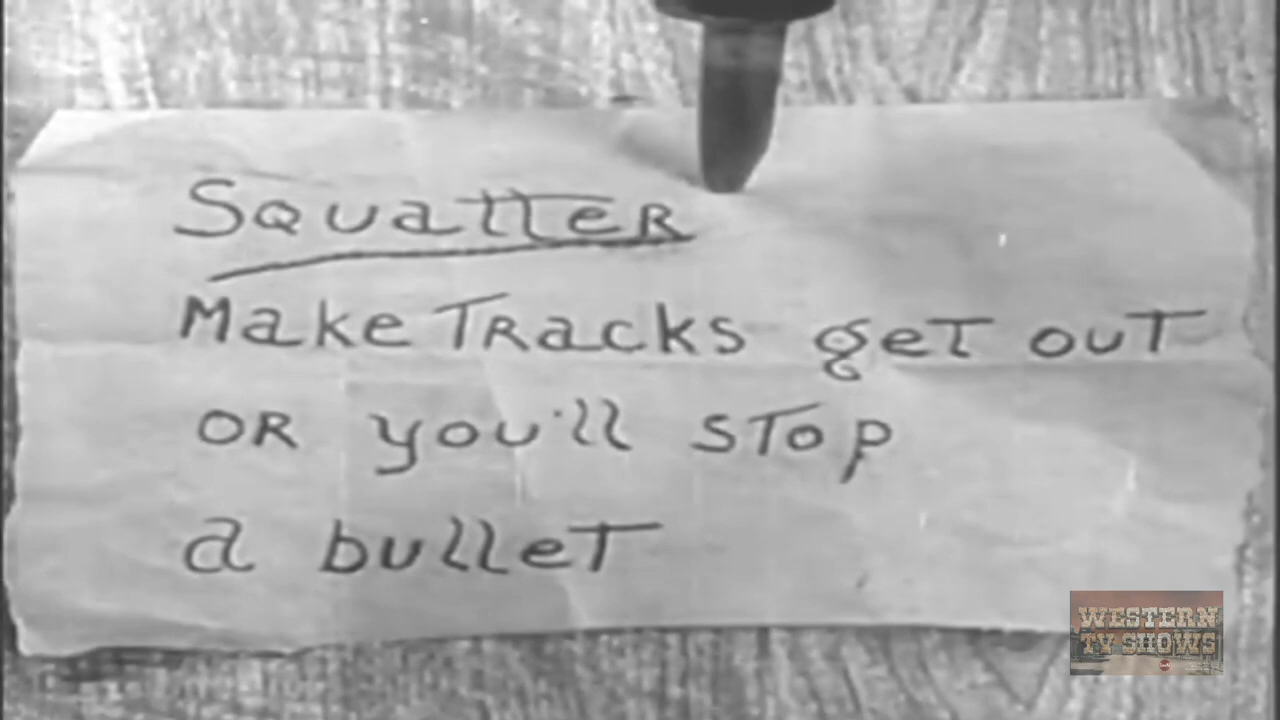 Squatter
Make Tracks get out
or you'll stop
a bullet
WESTERN
TV SHOWS